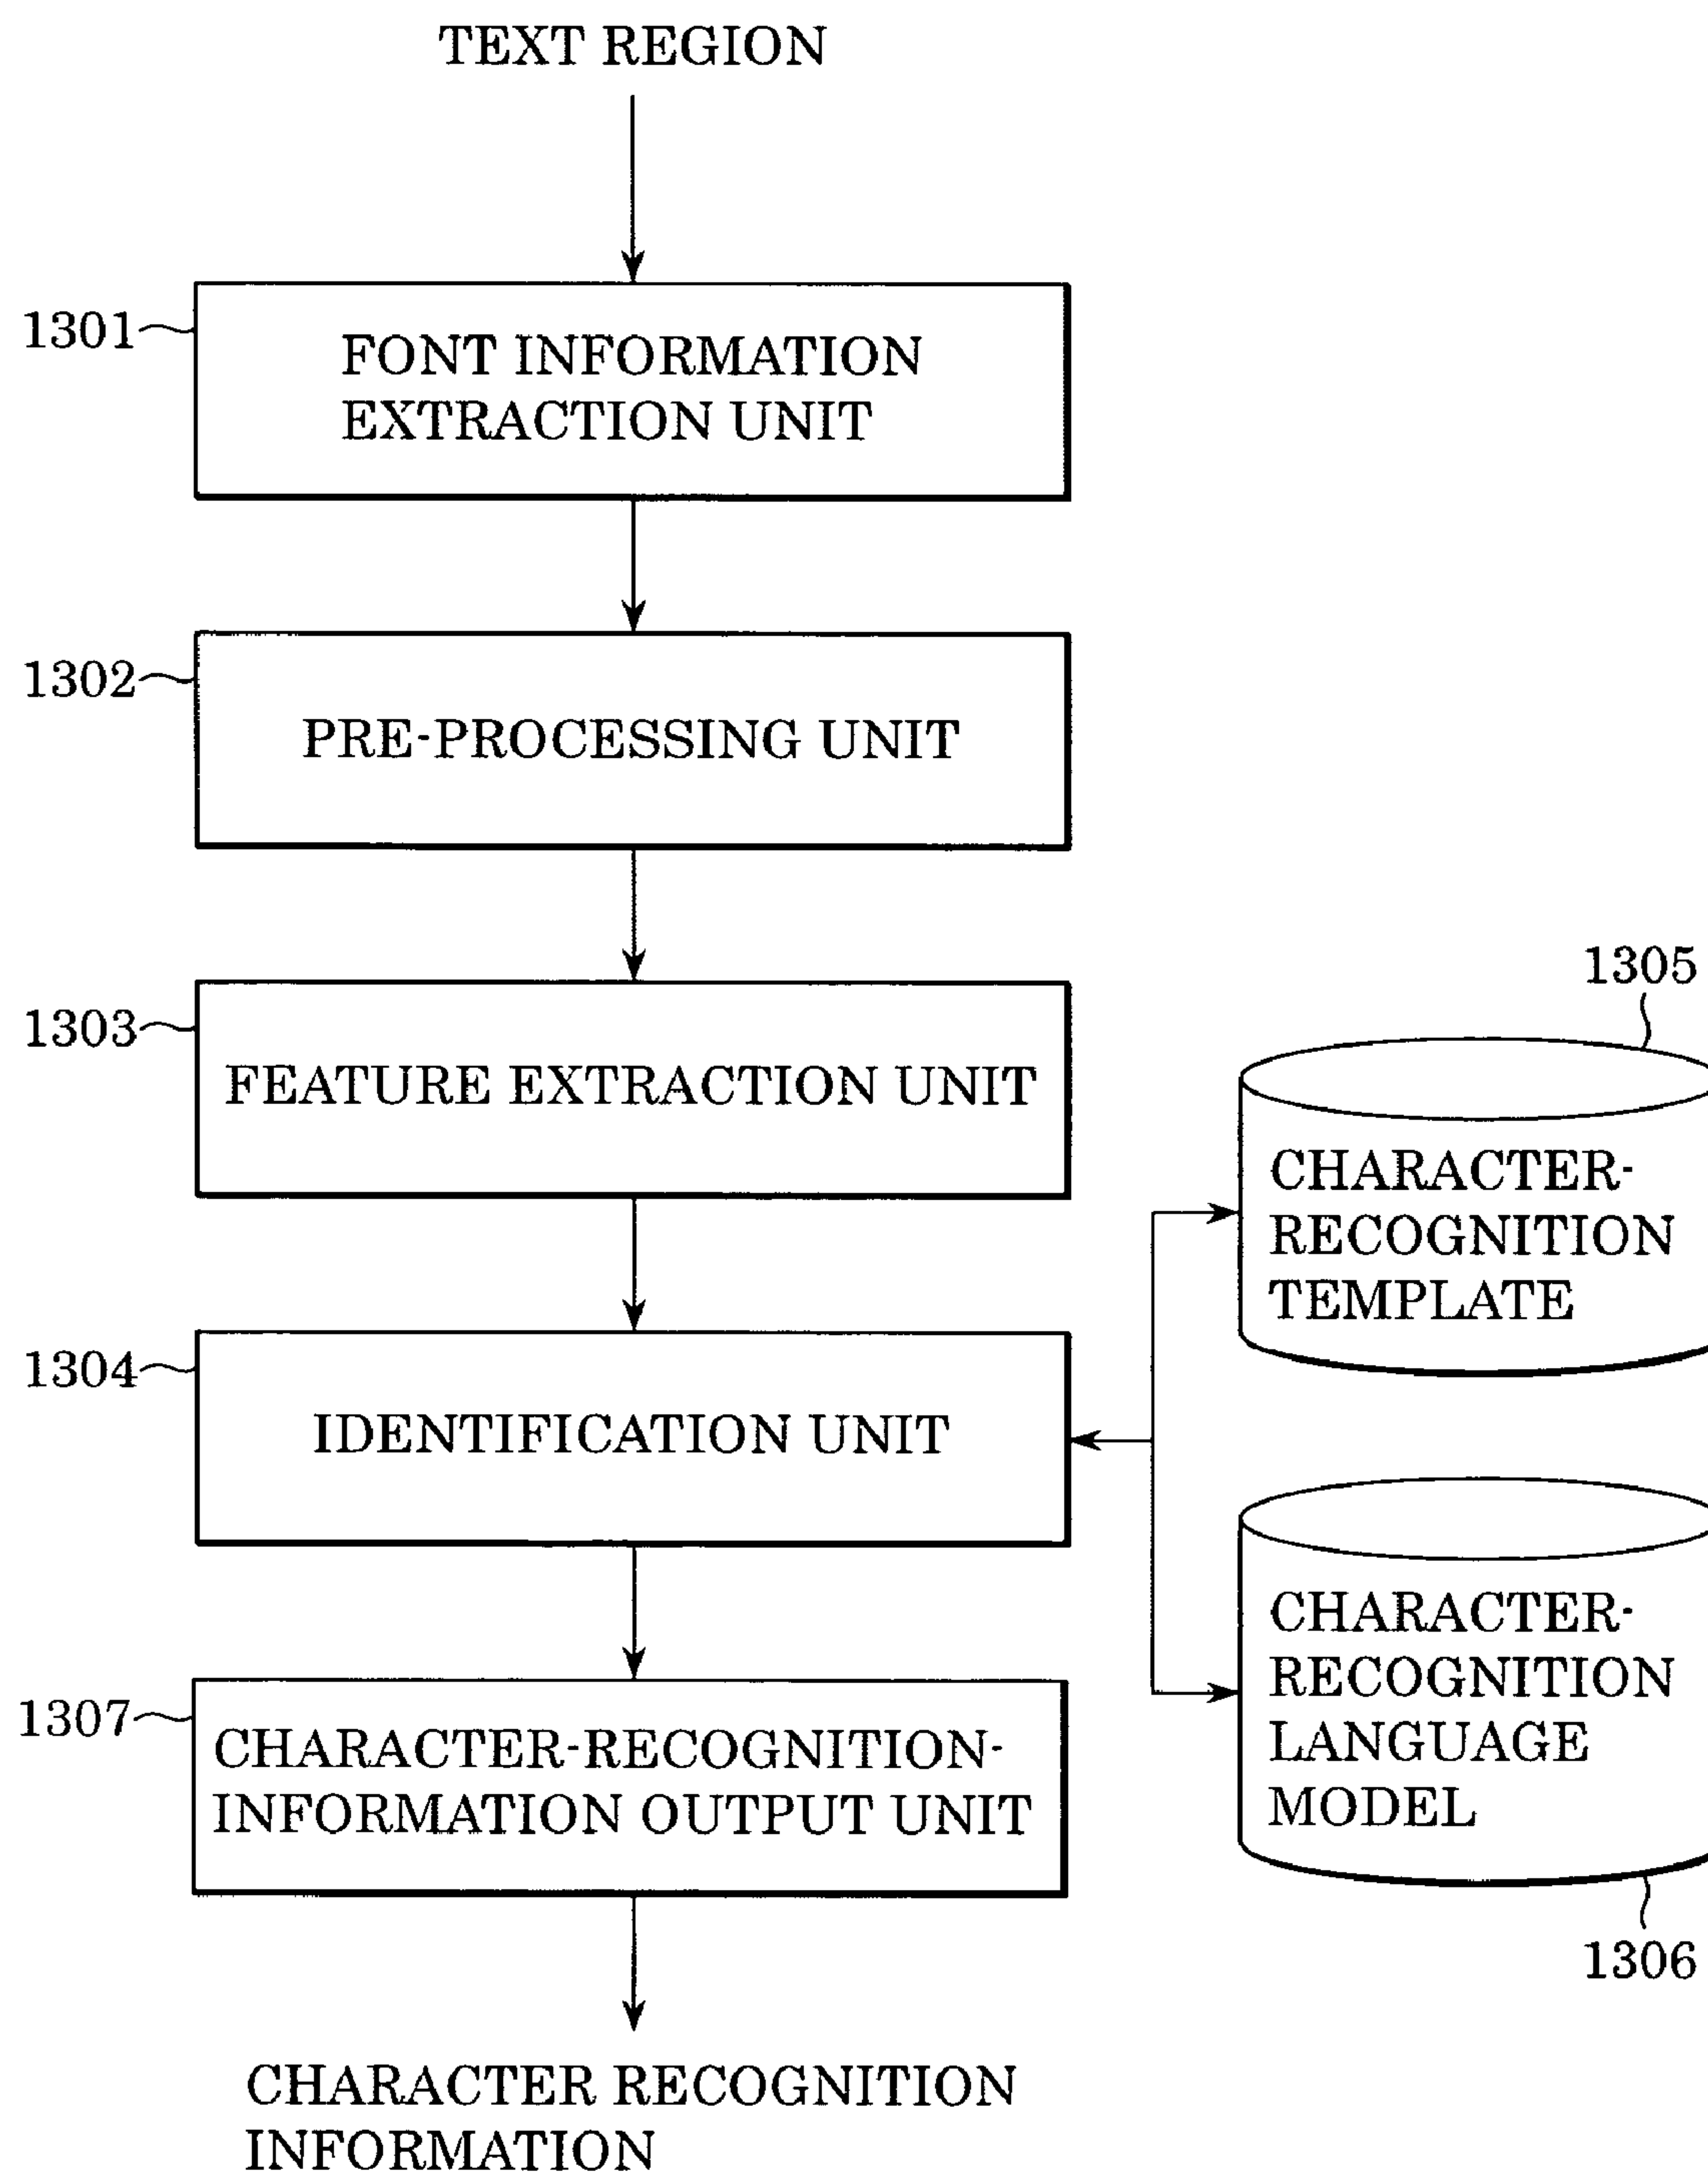 TEXT REGION
1301
FONT INFORMATION
EXTRACTION UNIT
1302
PRE-PROCESSING UNIT
1303
FEATURE EXTRACTION UNIT
1305
CHARACTER-
RECOGNITION
TEMPLATE
1304
IDENTIFICATION UNIT
CHARACTER-
RECOGNITION
LANGUAGE
MODEL
1306
1307
CHARACTER-RECOGNITION-
INFORMATION OUTPUT UNIT
CHARACTER RECOGNITION
INFORMATION